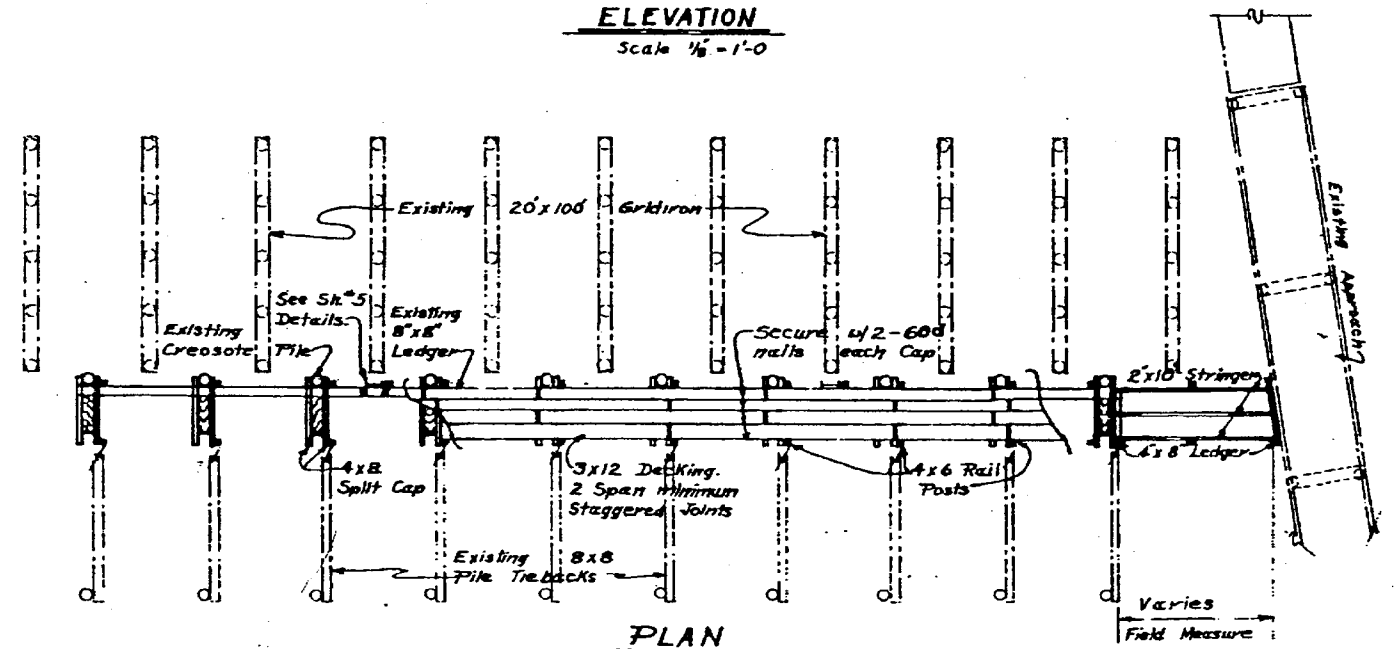 ELEVATION
Scale 1/8" = 1'-0
Existing 20'x100' Gridiron
Existing Approach
See Sh. #5
Details
Existing
8"x8"
Ledger
Existing
Creosote Pile
Secure w/2-60d
nails each Cap
2"x10" Stringer
4"x8" Ledger
4x8
Split Cap
3x12 Decking.
2 Span minimum
Staggered Joints
4x6 Rail
Posts
Existing 8x8
Pile Tiebacks
Varies
Field Measure
PLAN